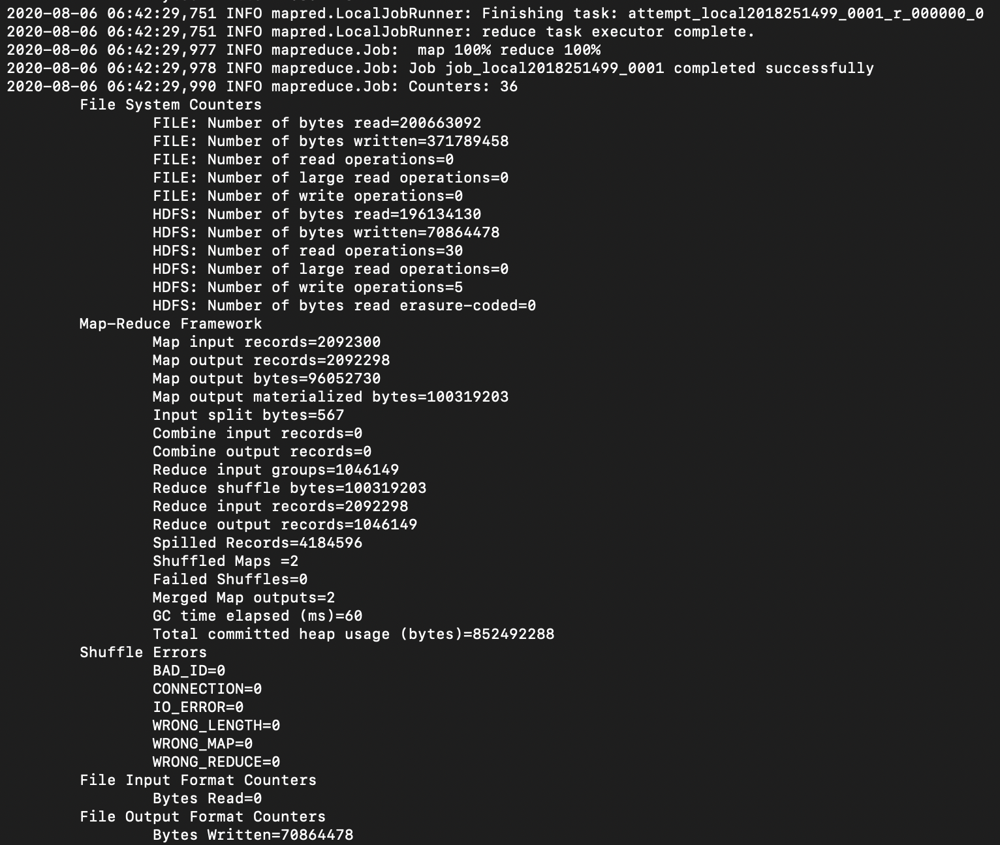 2020-08-06 06:42:29,751 INFO mapred.LocalJobRunner: Finishing task: attempt_local2018251499_0001_r_000000_0
2020-08-06 06:42:29,751 INFO mapred.LocalJobRunner: reduce task executor complete.
2020-08-06 06:42:29,977 INFO mapreduce.Job:  map 100% reduce 100%
2020-08-06 06:42:29,978 INFO mapreduce.Job: Job job_local2018251499_0001 completed successfully
2020-08-06 06:42:29,990 INFO mapreduce.Job: Counters: 36
File System Counters
FILE: Number of bytes read=200663092
FILE: Number of bytes written=371789458
FILE: Number of read operations=0
FILE: Number of large read operations=0
FILE: Number of write operations=0
HDFS: Number of bytes read=196134130
HDFS: Number of bytes written=70864478
HDFS: Number of read operations=30
HDFS: Number of large read operations=0
HDFS: Number of write operations=5
HDFS: Number of bytes read erasure-coded=0
Map-Reduce Framework
Map input records=2092300
Map output records=2092298
Map output bytes=96052730
Map output materialized bytes=100319203
Input split bytes=567
Combine input records=0
Combine output records=0
Reduce input groups=1046149
Reduce shuffle bytes=100319203
Reduce input records=2092298
Reduce output records=1046149
Spilled Records=4184596
Shuffled Maps =2
Failed Shuffles=0
Merged Map outputs=2
GC time elapsed (ms)=60
Total committed heap usage (bytes)=852492288
Shuffle Errors
BAD_ID=0
CONNECTION=0
IO_ERROR=0
WRONG_LENGTH=0
WRONG_MAP=0
WRONG_REDUCE=0
File Input Format Counters
Bytes Read=0
File Output Format Counters
Bytes Written=70864478